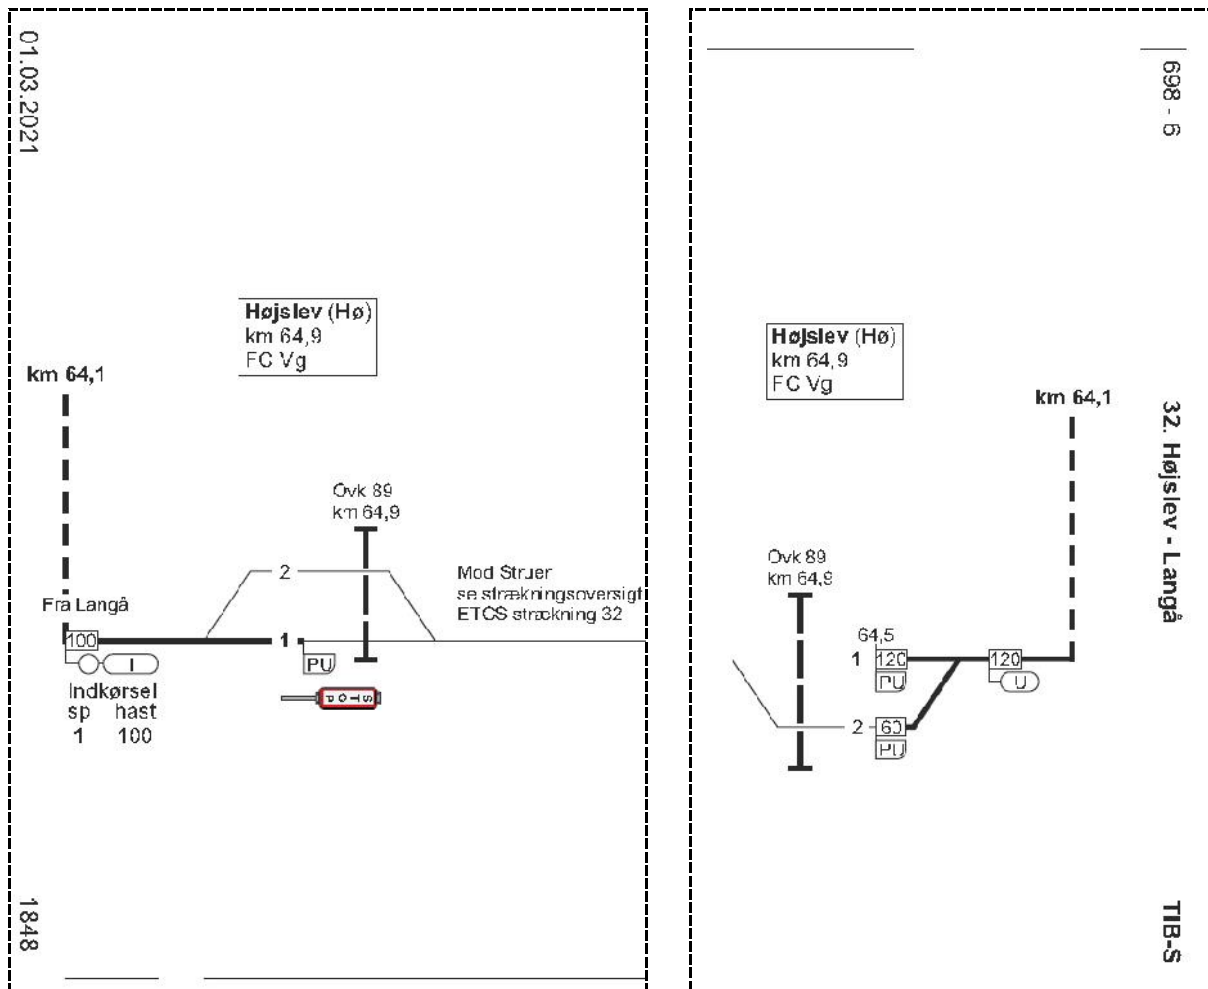 01.03.2021
Højslev (Hø)
km 64,9
FC Vg
km 64,1
Ovk 89
km 64,9
2
Mod Struer
se strækningsoversigt
ETCS strækning 32
Fra Langå
100
1
I
PU
STOP
Indkørsel
sp hast
1 100
1848
698 - 6
Højslev (Hø)
km 64,9
FC Vg
km 64,1
32. Højslev - Langå
Ovk 89
km 64,9
64,5
1 120
120
PU
U
2 60
PU
TIB-S